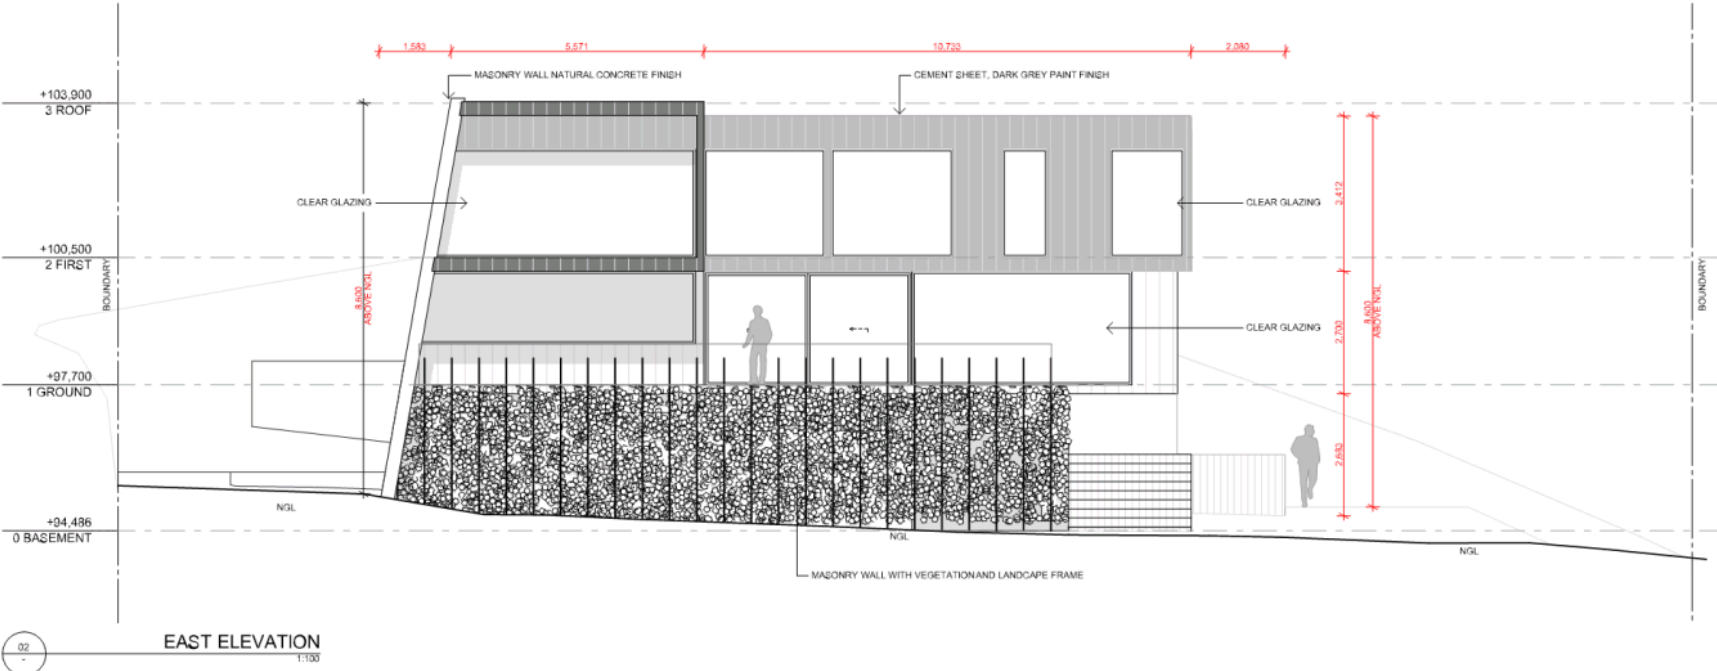 1,583 5,571 10,733 2,080
MASONRY WALL NATURAL CONCRETE FINISH
CEMENT SHEET, DARK GREY PAINT FINISH
+103,900
3 ROOF
3,412
CLEAR GLAZING
CLEAR GLAZING
+100,500
2 FIRST
BOUNDARY
BOUNDARY
8,600
ABOVE NGL
8,600
ABOVE NGL
2,700
CLEAR GLAZING
+97,700
1 GROUND
NGL
+94,486
0 BASEMENT
NGL
NGL
MASONRY WALL WITH VEGETATION AND LANDCAPE FRAME
02
-
EAST ELEVATION
1:100